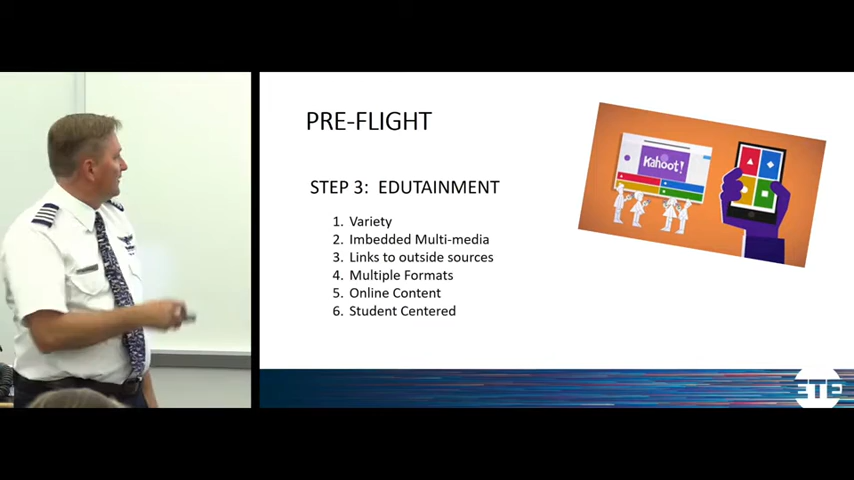 PRE-FLIGHT
STEP 3: EDUTAINMENT
1. Variety
2. Imbedded Multi-media
3. Links to outside sources
4. Multiple Formats
5. Online Content
6. Student Centered
Kahoot!
ETE